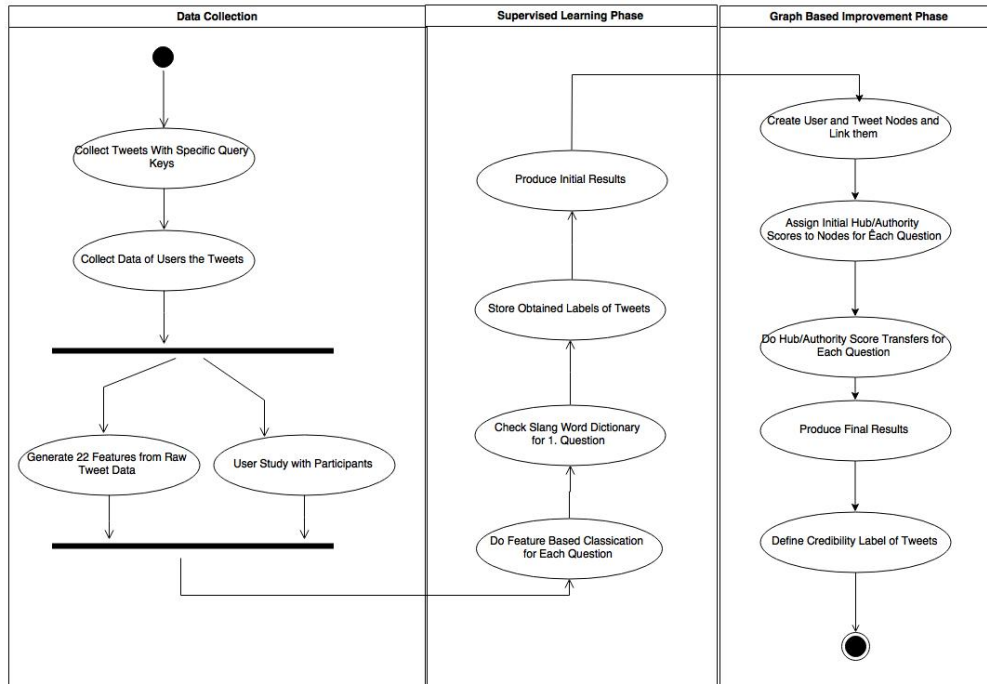 Data Collection
Supervised Learning Phase
Graph Based Improvement Phase
Collect Tweets With Specific Query
Keys
Collect Data of Users the Tweets
Generate 22 Features from Raw
Tweet Data
User Study with Participants
Do Feature Based Classication
for Each Question
Check Slang Word Dictionary
for 1. Question
Store Obtained Labels of Tweets
Produce Initial Results
Create User and Tweet Nodes and
Link them
Assign Initial Hub/Authority
Scores to Nodes for Each Question
Do Hub/Authority Score Transfers for
Each Question
Produce Final Results
Define Credibility Label of Tweets